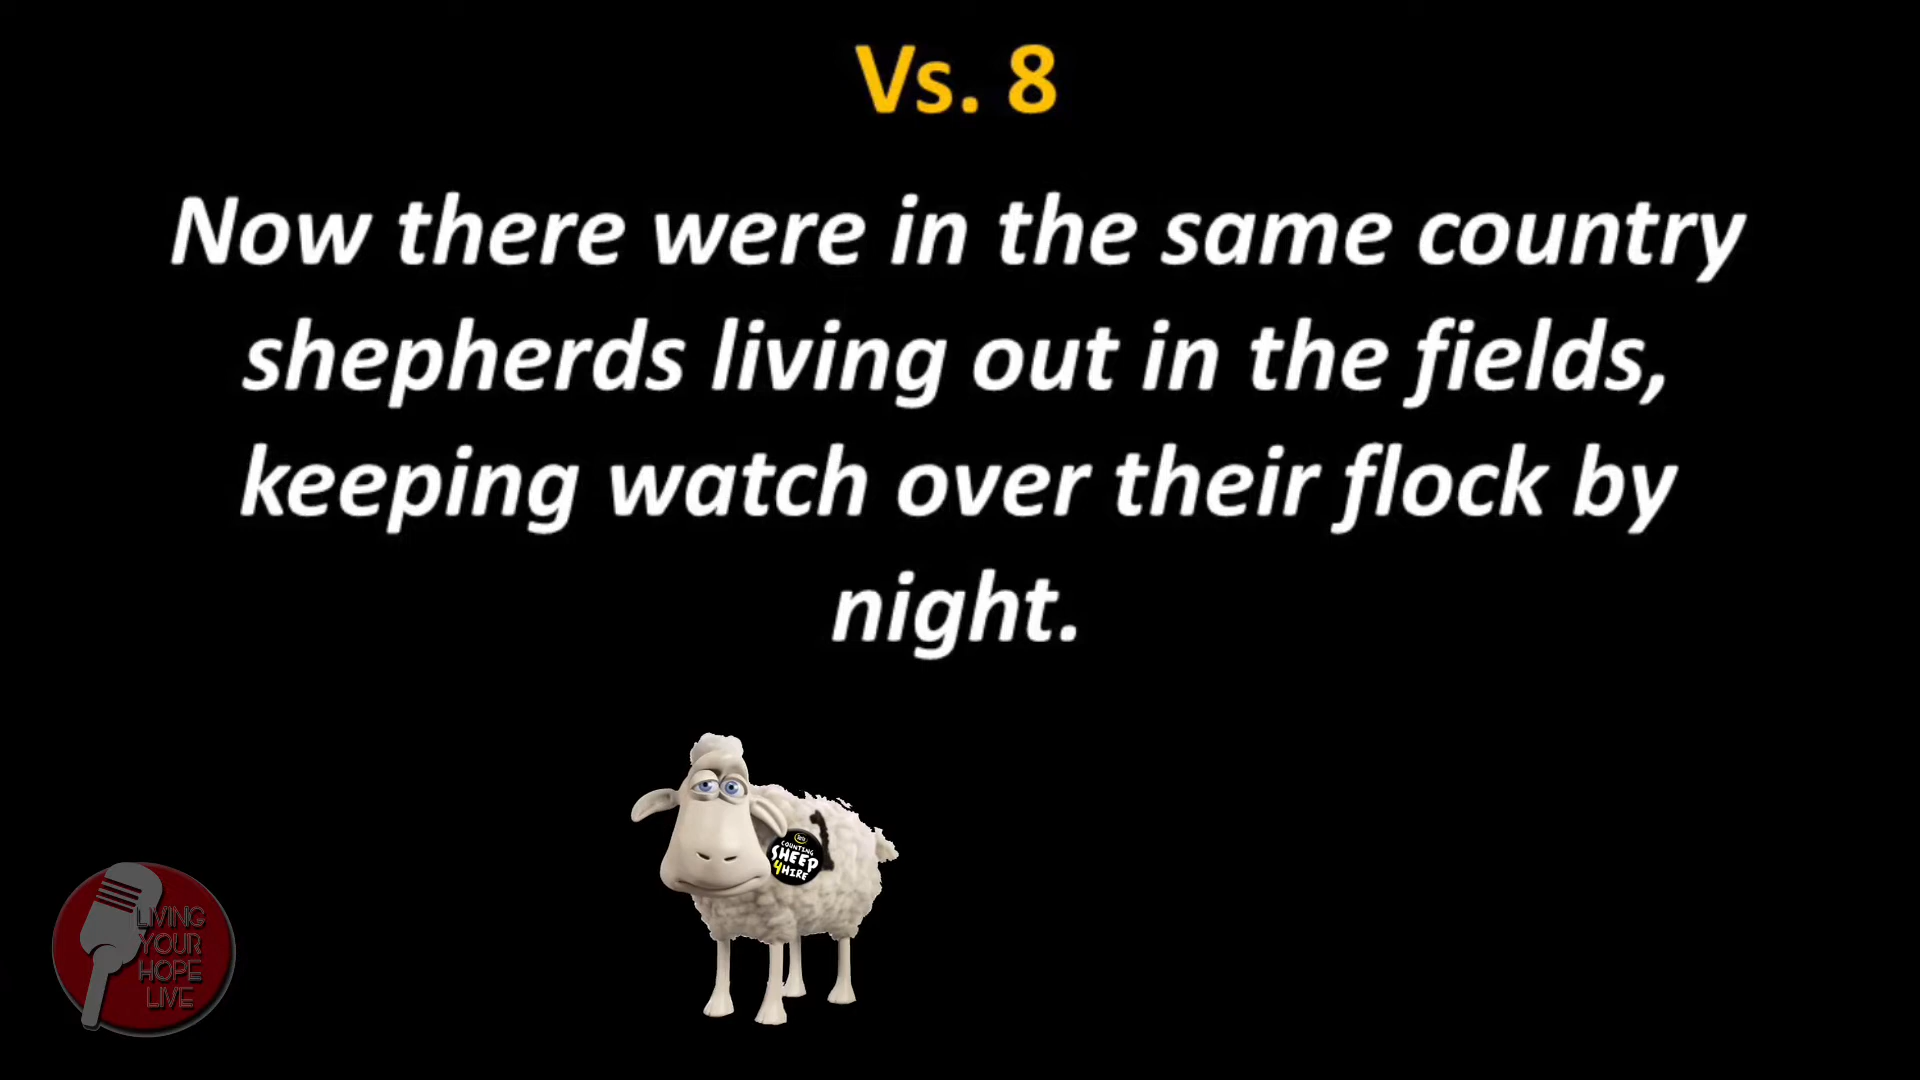 Vs. 8
Now there were in the same country
shepherds living out in the fields,
keeping watch over their flock by
night.
COUNTING
SHEEP
4HIRE
LIVING
YOUR
HOPE
LIVE